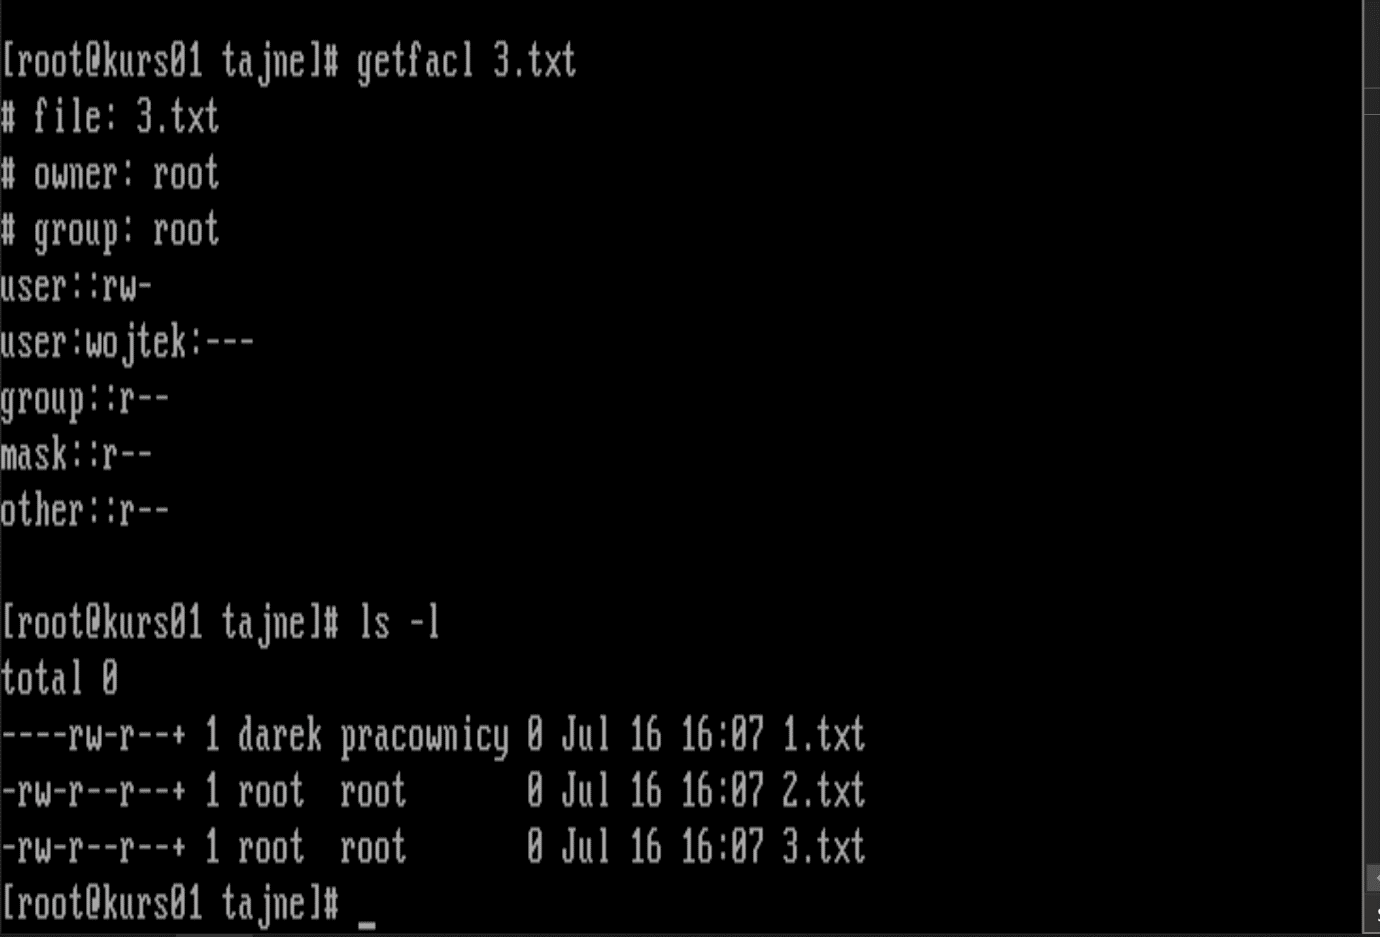 [root@kurs01 tajne]# getfacl 3.txt
# file: 3.txt
# owner: root
# group: root
user::rw-
user:wojtek:---
group::r--
mask::r--
other::r--
[root@kurs01 tajne]# ls -l
total 0
----rw-r--+ 1 darek pracownicy 0 Jul 16 16:07 1.txt
-rw-r--r--+ 1 root  root       0 Jul 16 16:07 2.txt
-rw-r--r--+ 1 root  root       0 Jul 16 16:07 3.txt
[root@kurs01 tajne]# _